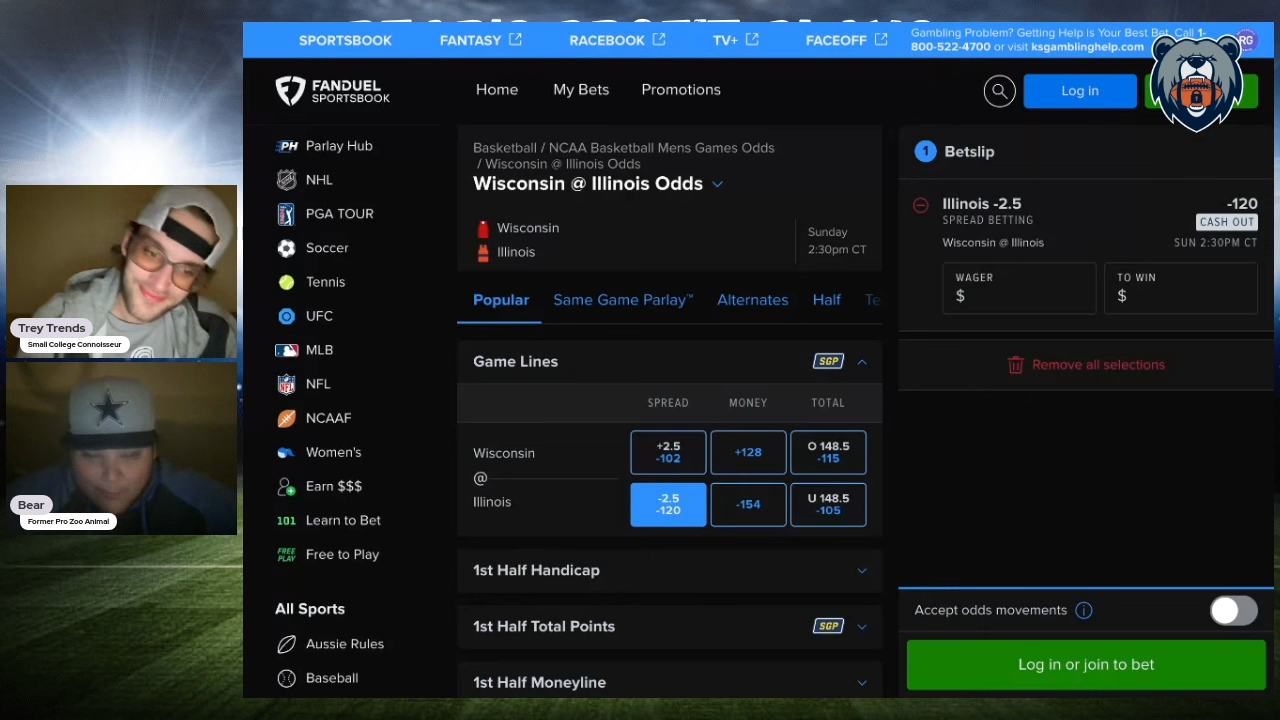 SPORTSBOOK
FANTASY
RACEBOOK
TV+
FACEOFF
Gambling Problem? Getting Help is Your Best Bet. Call 1-
800-522-4700 or visit ksgamblinghelp.com
RG
FANDUEL
SPORTSBOOK
Home
My Bets
Promotions
Log in
PH Parlay Hub
NHL
PGA TOUR
Soccer
Tennis
UFC
MLB
NFL
NCAAF
Women's
Earn $$$
101 Learn to Bet
FREE
PLAY
Free to Play
All Sports
Aussie Rules
Baseball
Basketball / NCAA Basketball Mens Games Odds
/ Wisconsin @ Illinois Odds
Wisconsin @ Illinois Odds
Wisconsin
Illinois
Sunday
2:30pm CT
Popular
Same Game Parlay™
Alternates
Half
Te
Game Lines
SGP
SPREAD MONEY TOTAL
Wisconsin
+2.5
-102
+128
O 148.5
-115
@
Illinois
-2.5
-120
-154
U 148.5
-105
1st Half Handicap
1st Half Total Points
SGP
1st Half Moneyline
1 Betslip
Illinois -2.5 -120
SPREAD BETTING CASH OUT
Wisconsin @ Illinois SUN 2:30PM CT
WAGER
$
TO WIN
$
Remove all selections
Accept odds movements
Log in or join to bet
Trey Trends
Small College Connoisseur
Bear
Former Pro Zoo Animal